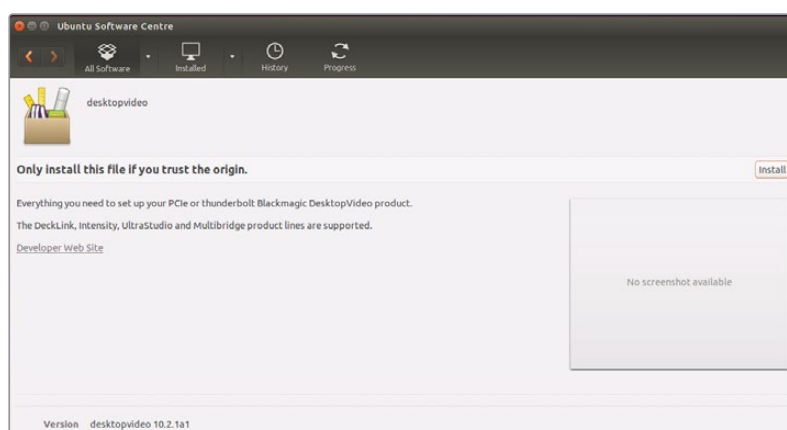 Ubuntu Software Centre
All Software
Installed
History
Progress
desktopvideo
Only install this file if you trust the origin.
Install
Everything you need to set up your PCIe or thunderbolt Blackmagic DesktopVideo product.
The DeckLink, Intensity, UltraStudio and Multibridge product lines are supported.
Developer Web Site
No screenshot available
Version desktopvideo 10.2.1a1